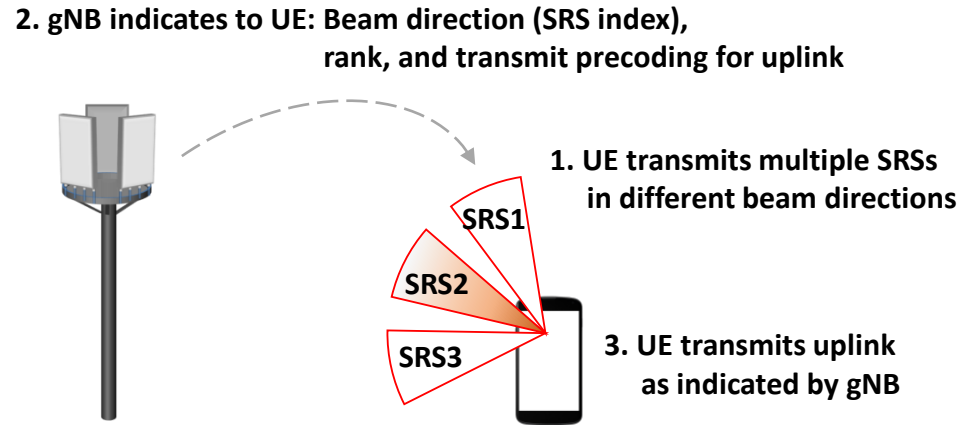 2. gNB indicates to UE: Beam direction (SRS index),
rank, and transmit precoding for uplink
1. UE transmits multiple SRSs
in different beam directions
SRS1
SRS2
SRS3
3. UE transmits uplink
as indicated by gNB